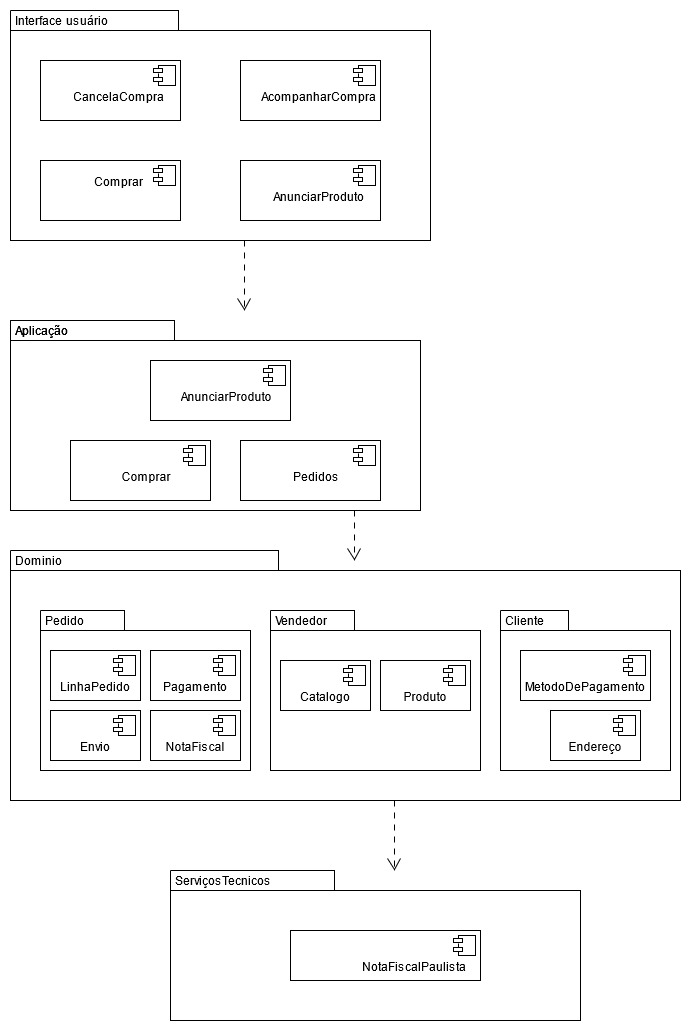 Interface usuário
CancelaCompra
AcompanharCompra
Comprar
AnunciarProduto
Aplicação
AnunciarProduto
Comprar
Pedidos
Dominio
Pedido
Vendedor
Cliente
LinhaPedido
Pagamento
Catalogo
Produto
MetodoDePagamento
Envio
NotaFiscal
Endereço
ServiçosTecnicos
NotaFiscalPaulista